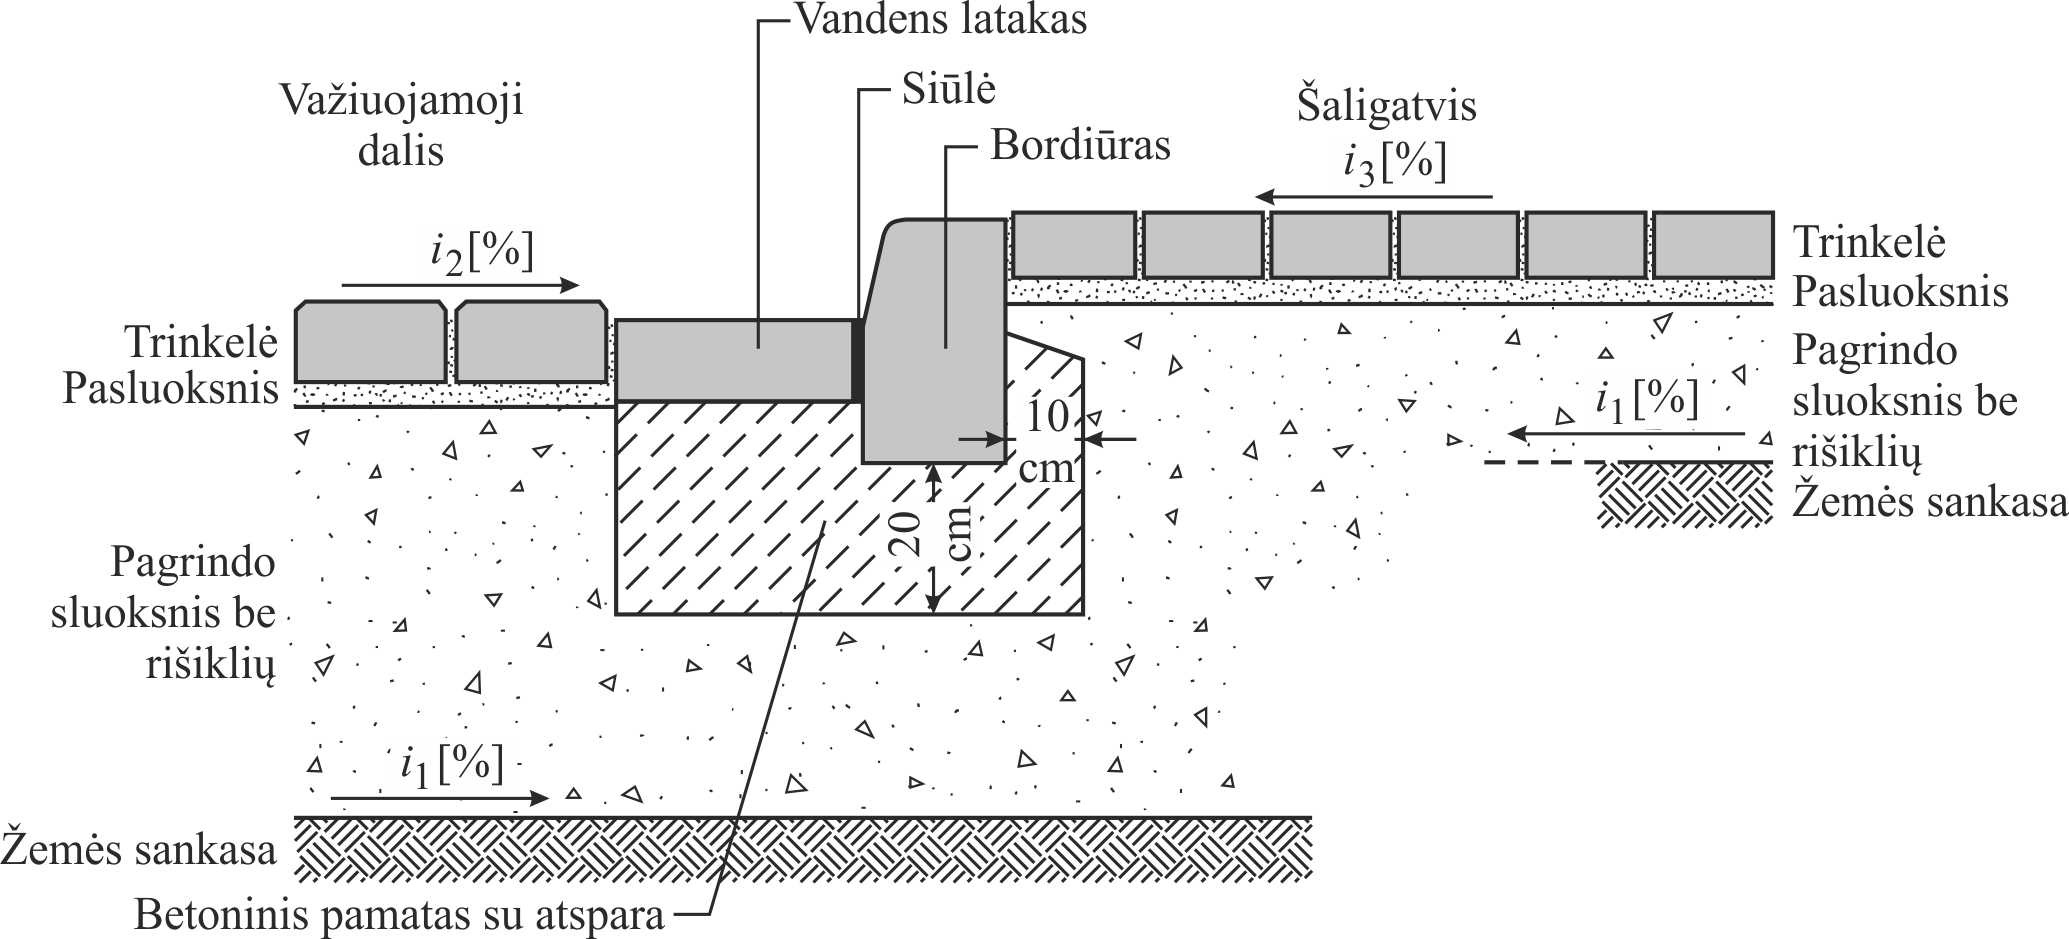 Vandens latakas
Siūlė
Bordiūras
Važiuojamoji
dalis
Šaligatvis
i3[%]
i2[%]
Trinkelė
Pasluoksnis
Trinkelė
Pasluoksnis
Pagrindo
sluoksnis be
rišiklių
Žemės sankasa
i1[%]
10
cm
20
cm
Pagrindo
sluoksnis be
rišiklių
i1[%]
Žemės sankasa
Betoninis pamatas su atspara